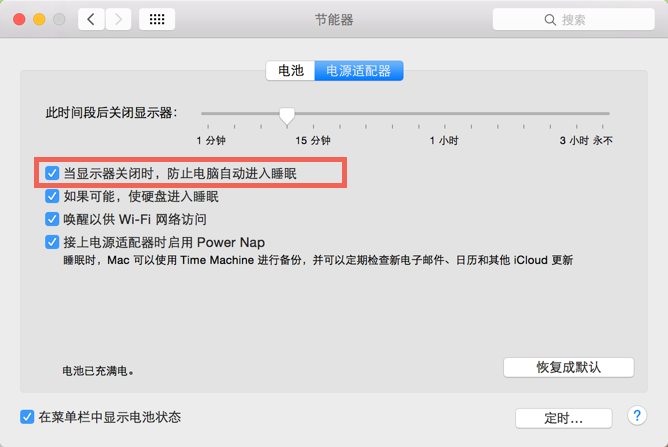 节能器
搜索
电池 电源适配器
此时间段后关闭显示器：
1 分钟 15 分钟 1 小时 3 小时 永不
当显示器关闭时，防止电脑自动进入睡眠
如果可能，使硬盘进入睡眠
唤醒以供 Wi-Fi 网络访问
接上电源适配器时启用 Power Nap
睡眠时，Mac 可以使用 Time Machine 进行备份，并可以定期检查新电子邮件、日历和其他 iCloud 更新
电池已充满电。
恢复成默认
在菜单栏中显示电池状态
定时...
?